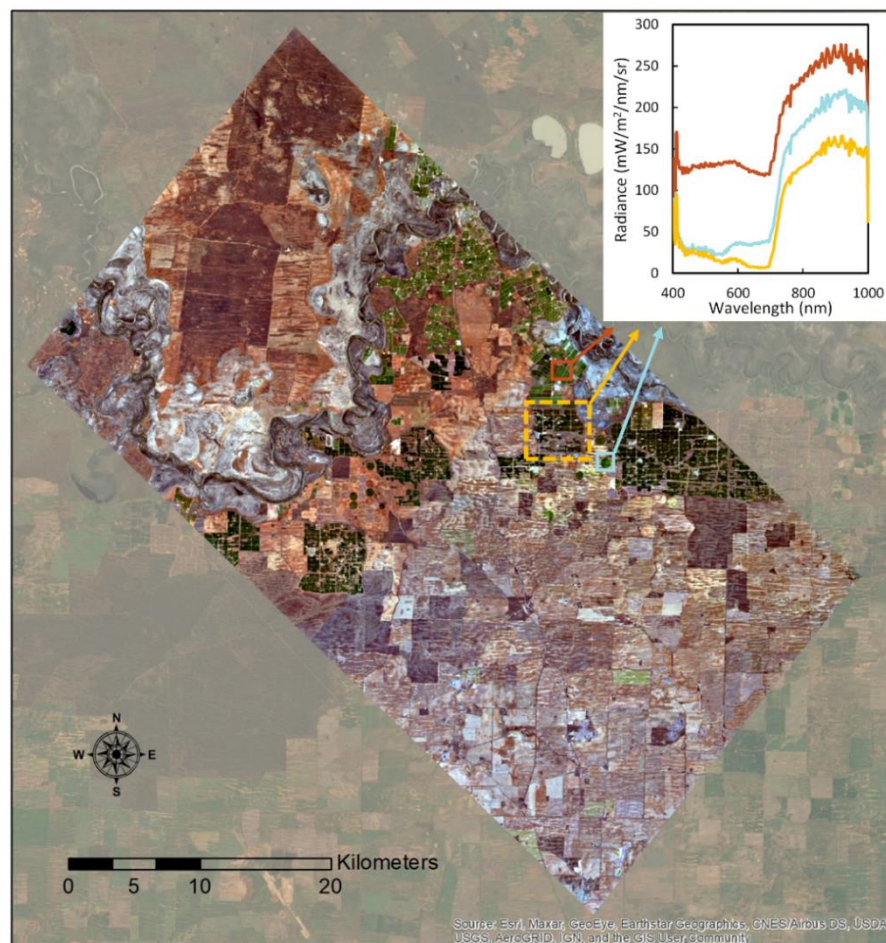 300
250
200
150
100
50
0
Radiance (mW/m²/nm/sr)
400 600 800 1000
Wavelength (nm)
N
W E
S
Kilometers
0 5 10 20
Source: Esri, Maxar, GeoEye, Earthstar Geographics, CNES/Airbus DS, USDA
USGS, AeroGRID, IGN, and the GIS User community